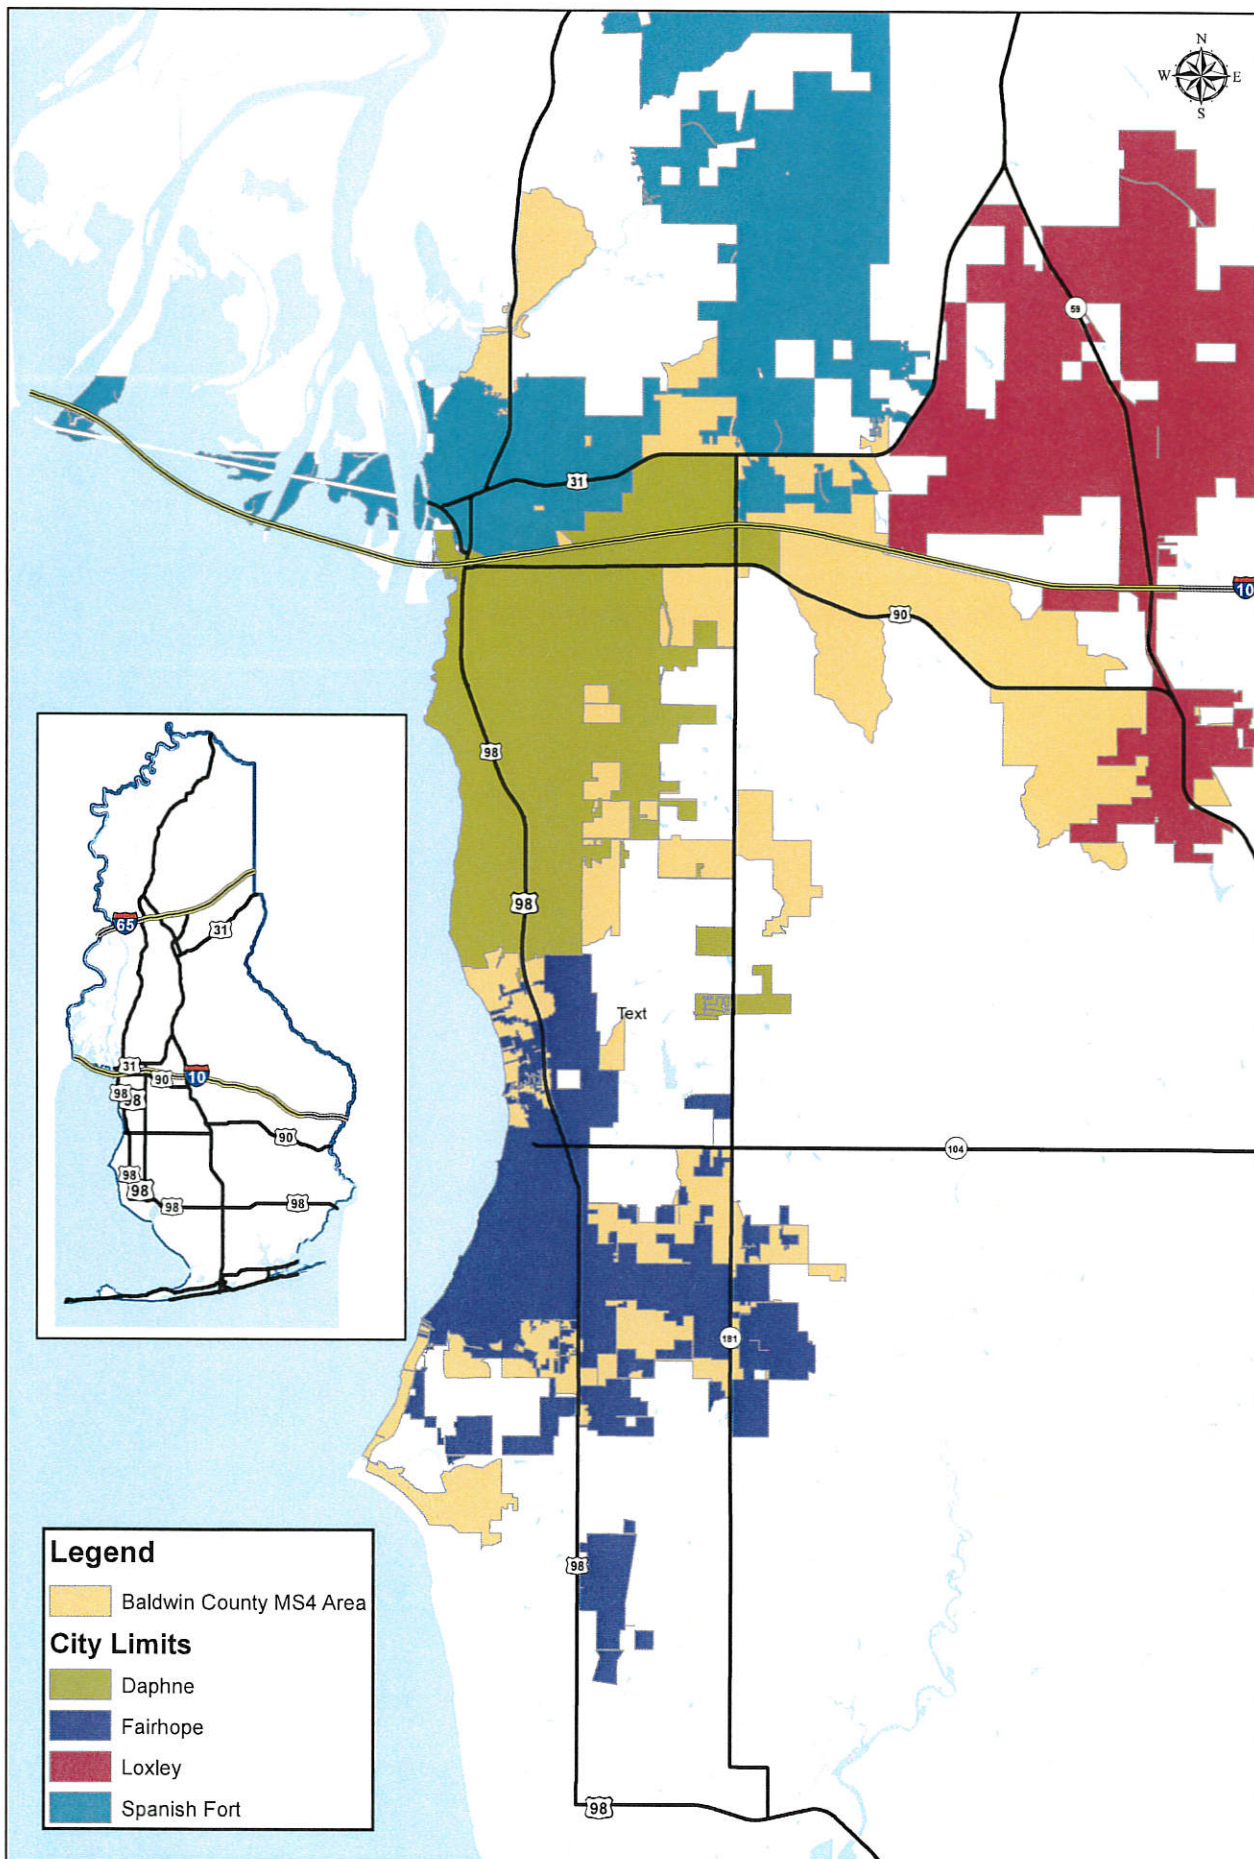 N
W E
S
59
31
10
90
98
98
65
31
Text
31
90
10
98
98
90
104
98
98
98
98
181
Legend
98
Baldwin County MS4 Area
City Limits
Daphne
Fairhope
Loxley
Spanish Fort
98